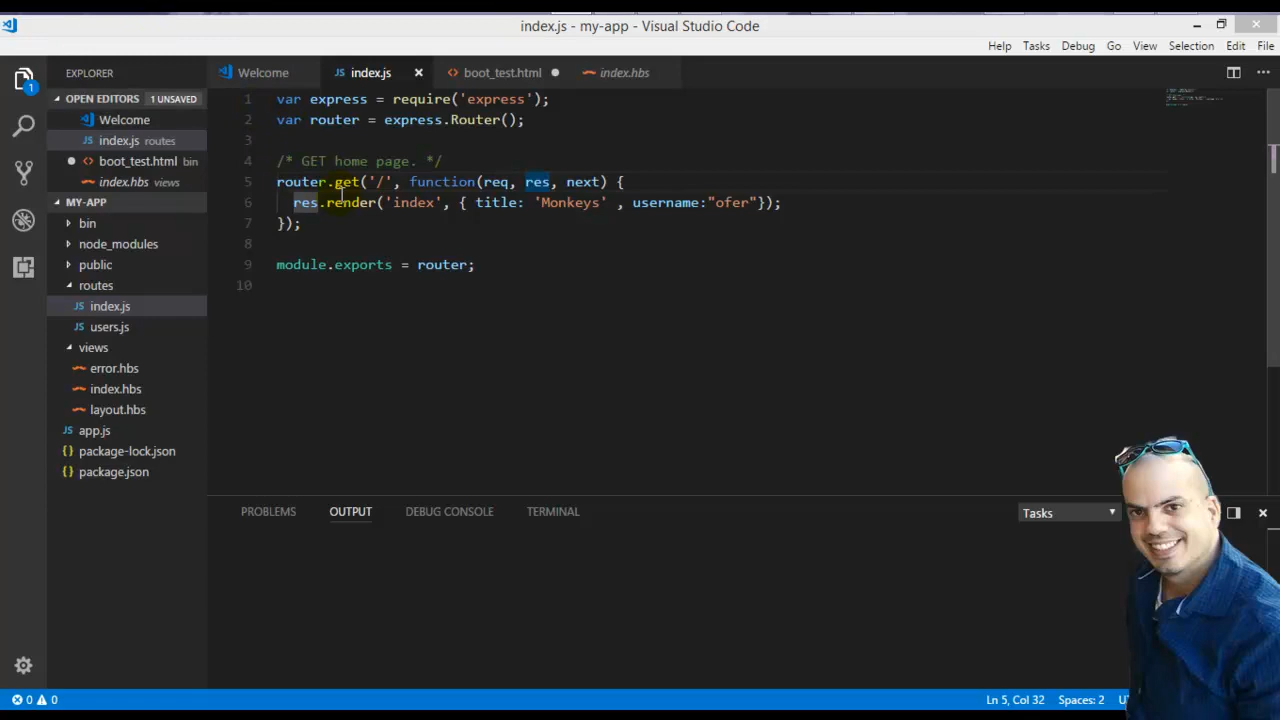 index.js - my-app - Visual Studio Code
Help Tasks Debug Go View Selection Edit File
EXPLORER
Welcome
index.js
boot_test.html
index.hbs
OPEN EDITORS 1 UNSAVED
Welcome
index.js routes
boot_test.html bin
index.hbs views
MY-APP
bin
node_modules
public
routes
index.js
users.js
views
error.hbs
index.hbs
layout.hbs
app.js
package-lock.json
package.json
1
1 var express = require('express');
2 var router = express.Router();
3
4 /* GET home page. */
5 router.get('/', function(req, res, next) {
6 res.render('index', { title: 'Monkeys' , username:"ofer"});
7 });
8
9 module.exports = router;
10
PROBLEMS OUTPUT DEBUG CONSOLE TERMINAL
Tasks
0 0
Ln 5, Col 32 Spaces: 2